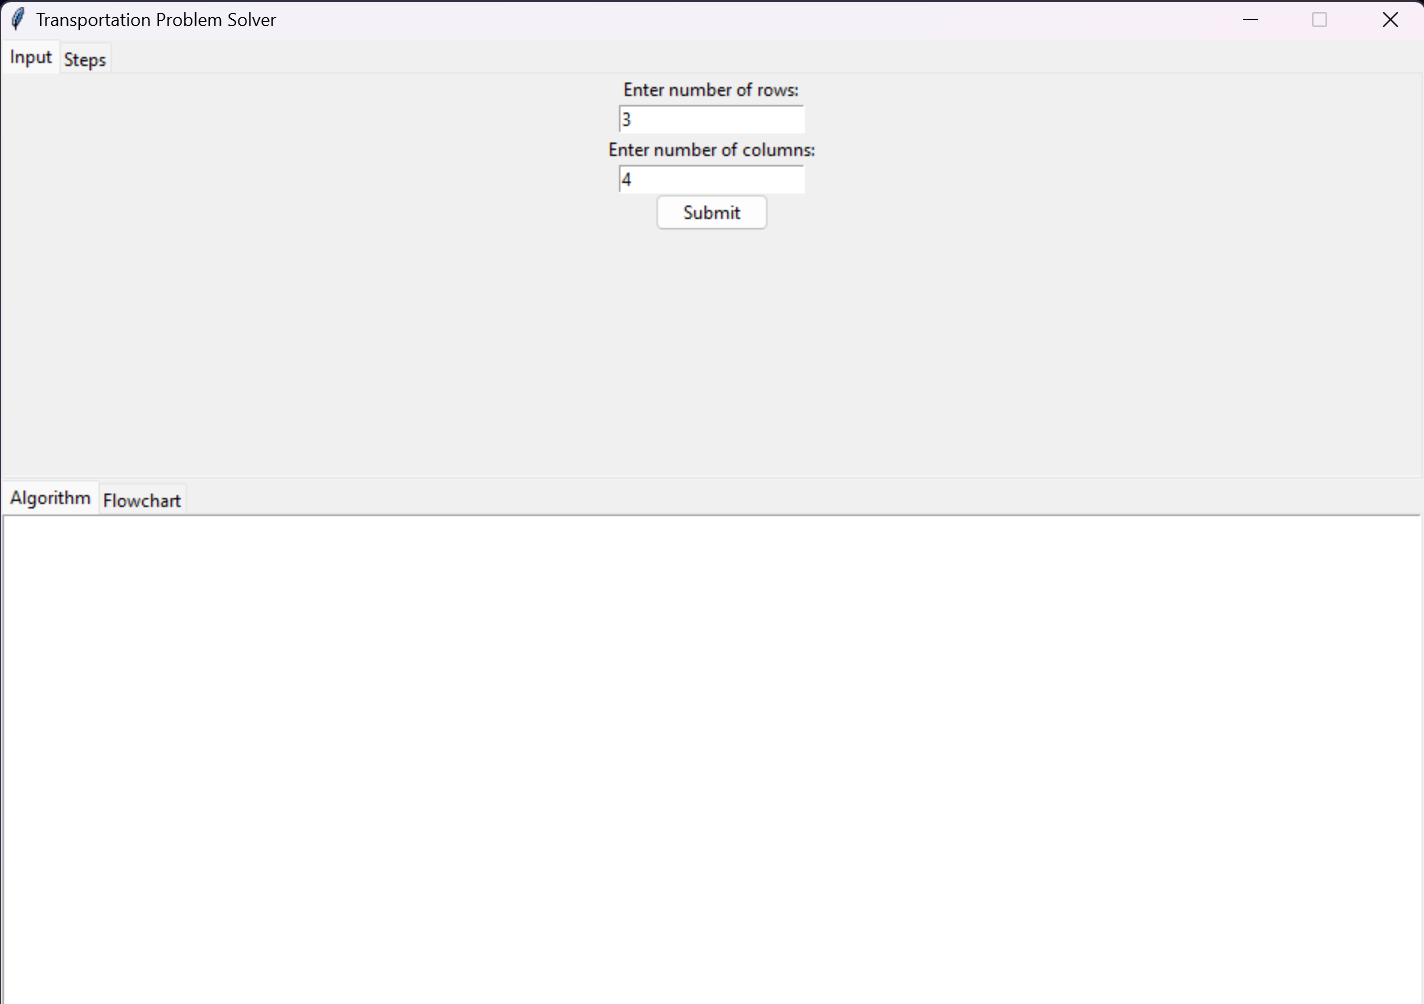 Transportation Problem Solver
Input Steps
Enter number of rows:
3
Enter number of columns:
4
Submit
Algorithm Flowchart